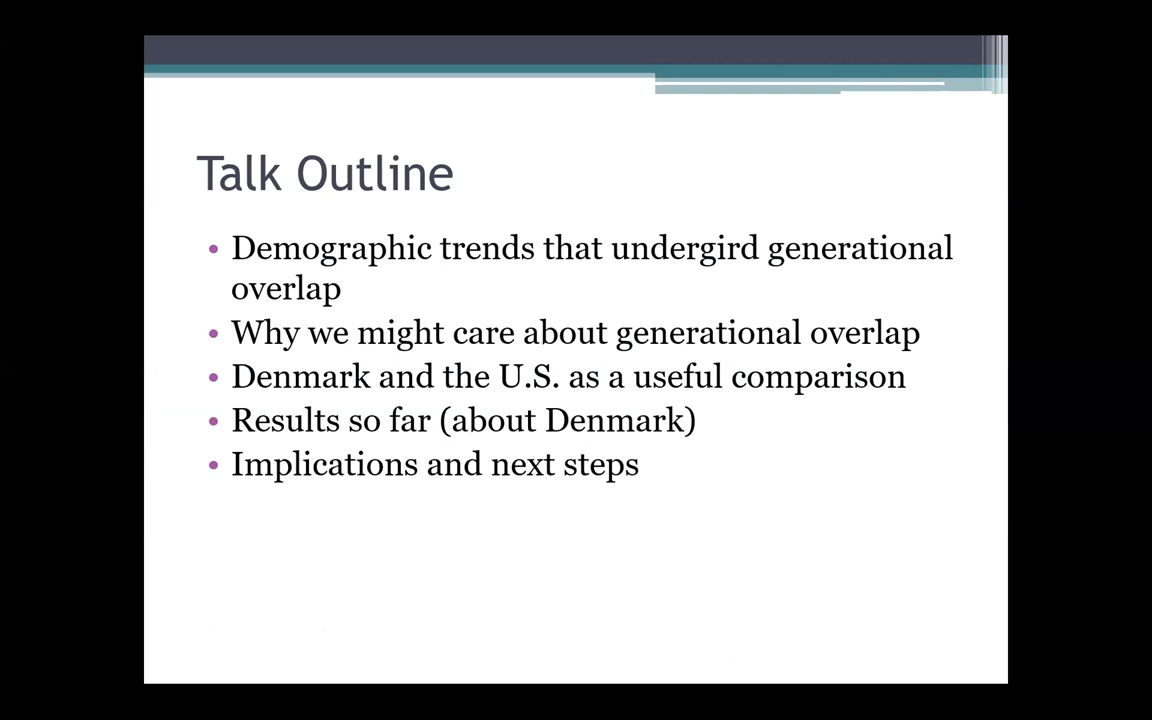 Talk Outline
• Demographic trends that undergird generational
overlap
• Why we might care about generational overlap
• Denmark and the U.S. as a useful comparison
• Results so far (about Denmark)
• Implications and next steps